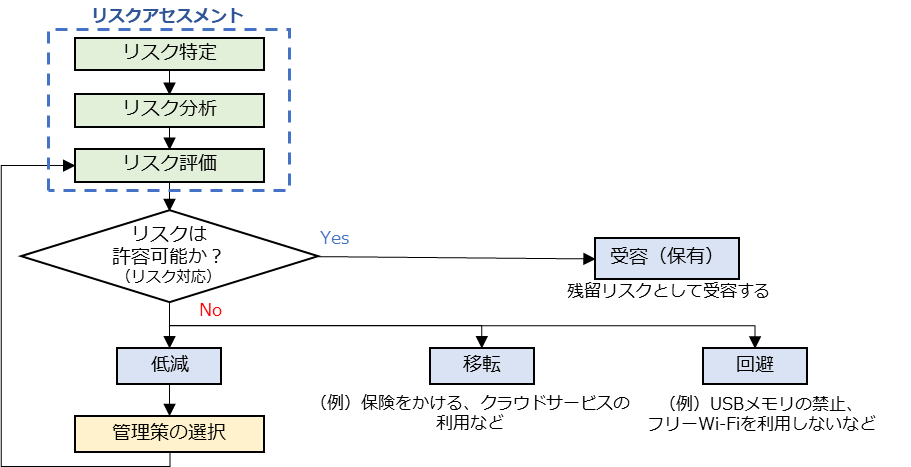 リスクアセスメント
リスク特定
リスク分析
リスク評価
リスクは
許容可能か？
（リスク対応）
Yes
受容（保有）
残留リスクとして受容する
No
低減
移転
回避
（例）保険をかける、クラウドサービスの
利用など
（例）USBメモリの禁止、
フリーWi-Fiを利用しないなど
管理策の選択